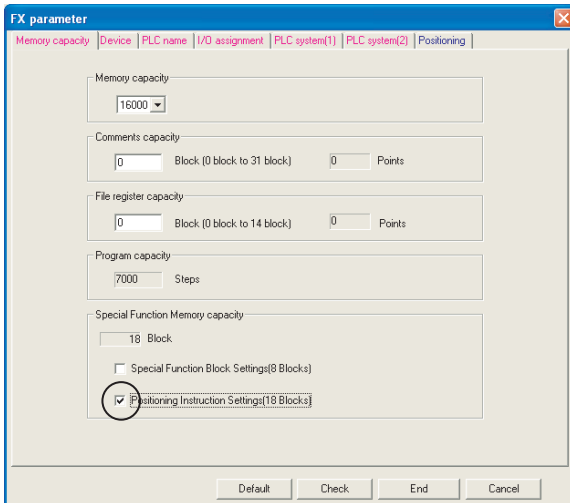 FX parameter
Memory capacity Device PLC name I/O assignment PLC system(1) PLC system(2) Positioning
Memory capacity
16000
Comments capacity
0 Block (0 block to 31 block) 0 Points
File register capacity
0 Block (0 block to 14 block) 0 Points
Program capacity
7000 Steps
Special Function Memory capacity
18 Block
Special Function Block Settings(8 Blocks)
Positioning Instruction Settings(18 Blocks)
Default Check End Cancel